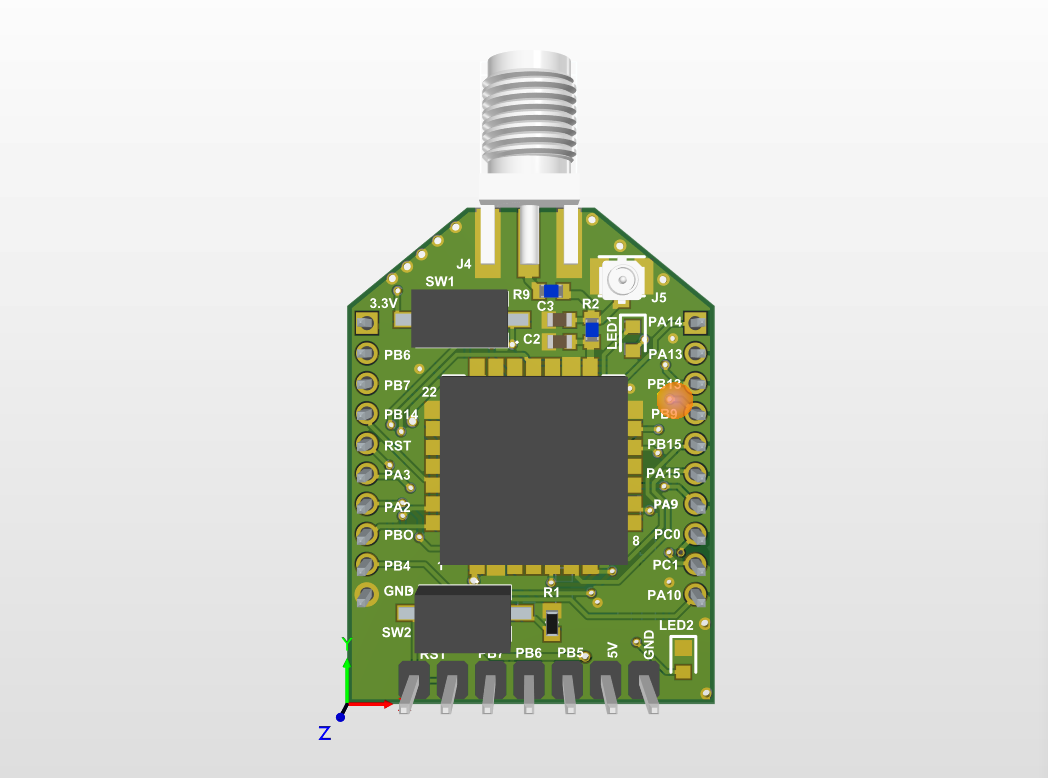 J4
SW1
3.3V
R9
C3
R2
J5
LED1
PA14
C2
PA13
PB6
PB7
PB13
22
PB14
PB9
RST
PB15
PA3
PA15
PA2
PA9
PBO
PC0
8
PB4
1
PC1
GND
R1
PA10
SW2
LED2
RST
PB7
PB6
PB5
5V
GND
Y
Z